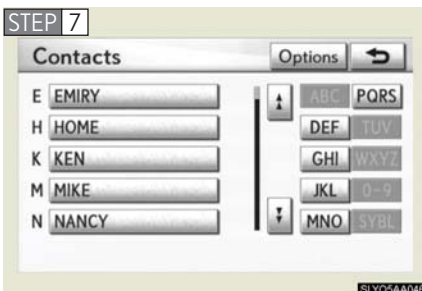 STEP 7
Contacts Options
E EMIRY ABC PQRS
H HOME DEF TUV
K KEN GHI WXYZ
M MIKE JKL 0-9
N NANCY MNO SYBL
SLYO5AA046